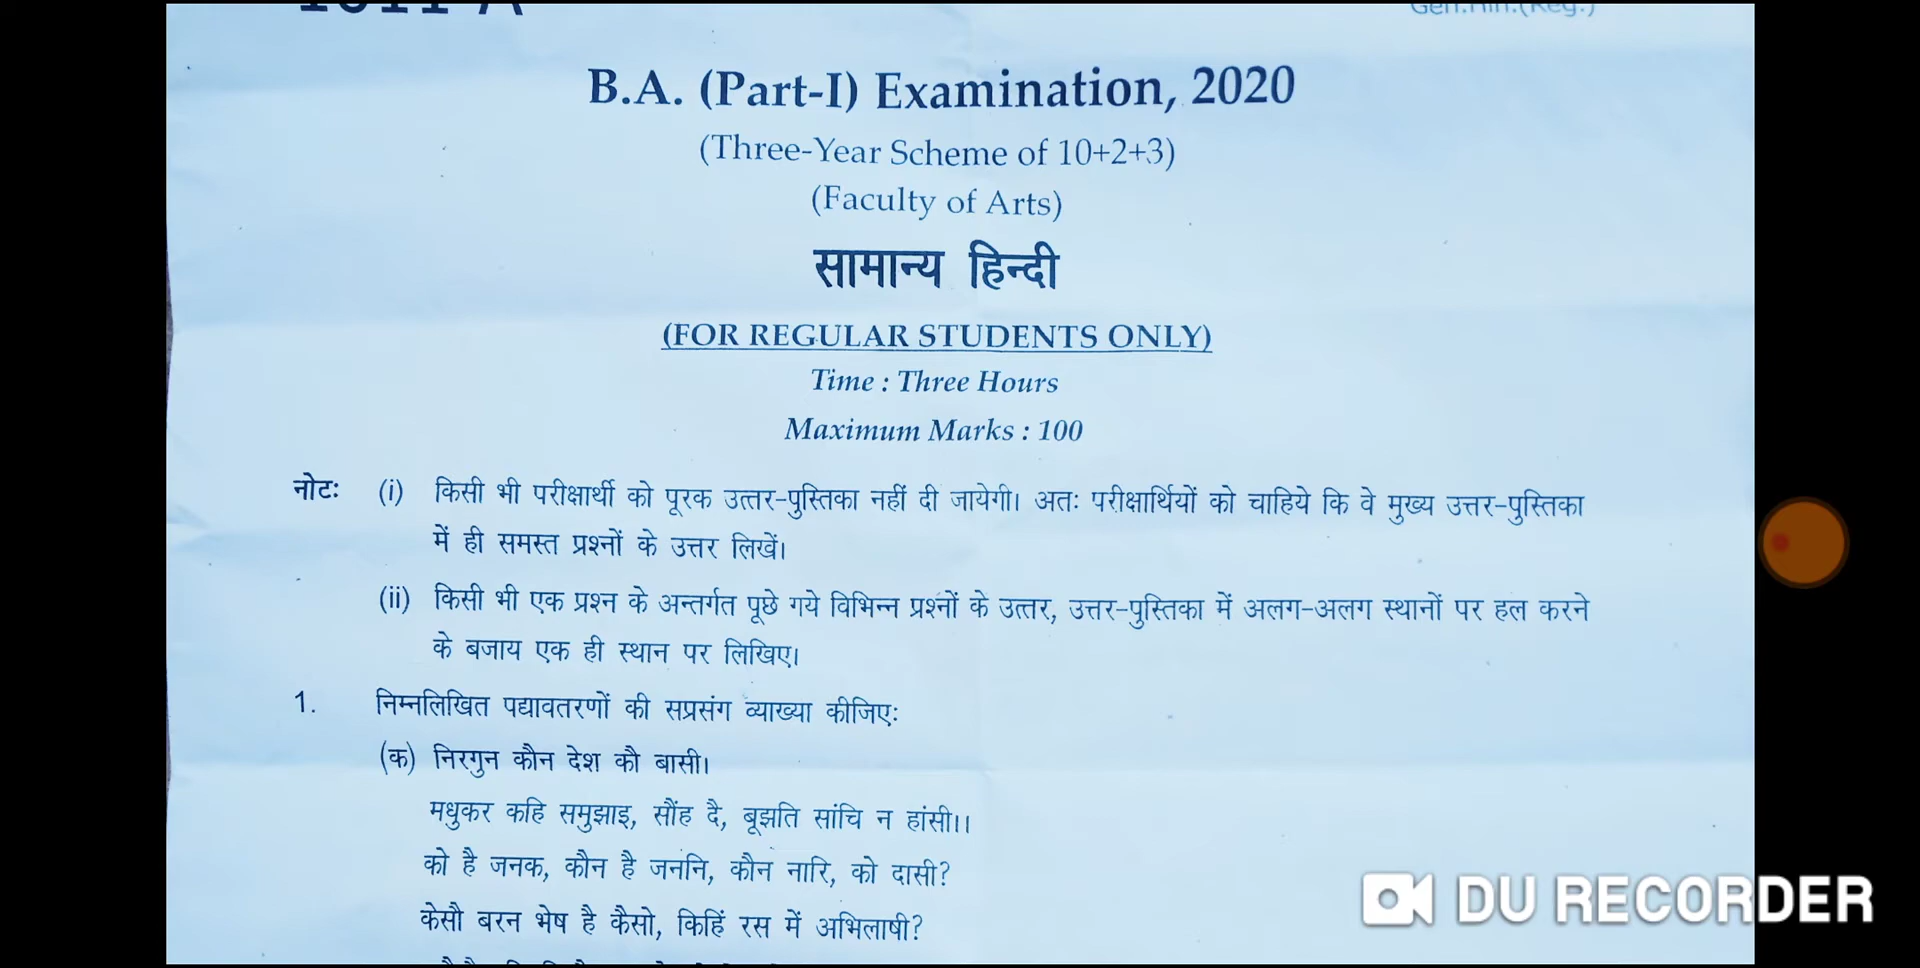 B.A. (Part-I) Examination, 2020
(Three-Year Scheme of 10+2+3)
(Faculty of Arts)
सामान्य हिन्दी
(FOR REGULAR STUDENTS ONLY)
Time : Three Hours
Maximum Marks : 100
नोटः (i) किसी भी परीक्षार्थी को पूरक उत्तर-पुस्तिका नहीं दी जायेगी। अतः परीक्षार्थियों को चाहिये कि वे मुख्य उत्तर-पुस्तिका
में ही समस्त प्रश्नों के उत्तर लिखें।
(ii) किसी भी एक प्रश्न के अन्तर्गत पूछे गये विभिन्न प्रश्नों के उत्तर, उत्तर-पुस्तिका में अलग-अलग स्थानों पर हल करने
के बजाय एक ही स्थान पर लिखिए।
1. निम्नलिखित पद्यावतरणों की सप्रसंग व्याख्या कीजिएः
(क) निरगुन कौन देश कौ बासी।
मधुकर कहि समुझाइ, सौंह दै, बूझति सांचि न हांसी।।
को है जनक, कौन है जननि, कौन नारि, को दासी?
केसौ बरन भेष है कैसो, किहिं रस में अभिलाषी?
DU RECORDER